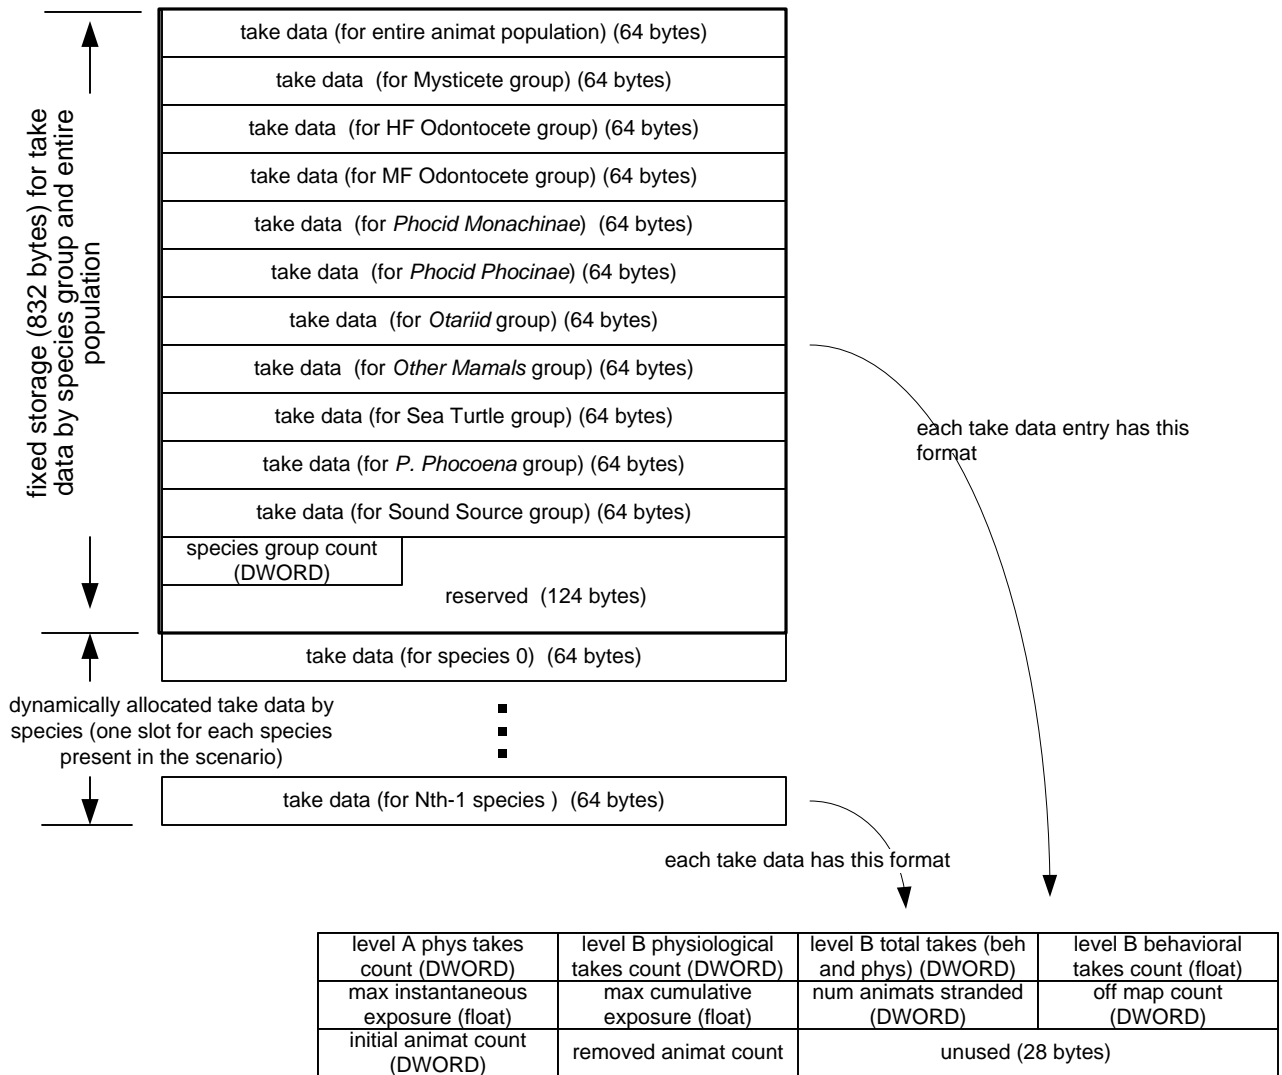 take data (for entire animat population) (64 bytes)
take data  (for Mysticete group) (64 bytes)
take data  (for HF Odontocete group) (64 bytes)
take data (for MF Odontocete group) (64 bytes)
take data  (for Phocid Monachinae) (64 bytes)
take data  (for Phocid Phocinae) (64 bytes)
take data  (for Otariid group) (64 bytes)
take data  (for Other Mamals group) (64 bytes)
take data (for Sea Turtle group) (64 bytes)
take data  (for P. Phocoena group) (64 bytes)
take data (for Sound Source group) (64 bytes)
species group count
(DWORD)
reserved  (124 bytes)
fixed storage (832 bytes) for take
data by species group and entire
population
each take data entry has this
format
take data (for species 0)  (64 bytes)
dynamically allocated take data by
species (one slot for each species
present in the scenario)
take data (for Nth-1 species )  (64 bytes)
each take data has this format
level A phys takes
count (DWORD)
level B physiological
takes count (DWORD)
level B total takes (beh
and phys) (DWORD)
level B behavioral
takes count (float)
max instantaneous
exposure (float)
max cumulative
exposure (float)
num animats stranded
(DWORD)
off map count
(DWORD)
initial animat count
(DWORD)
removed animat count
unused (28 bytes)